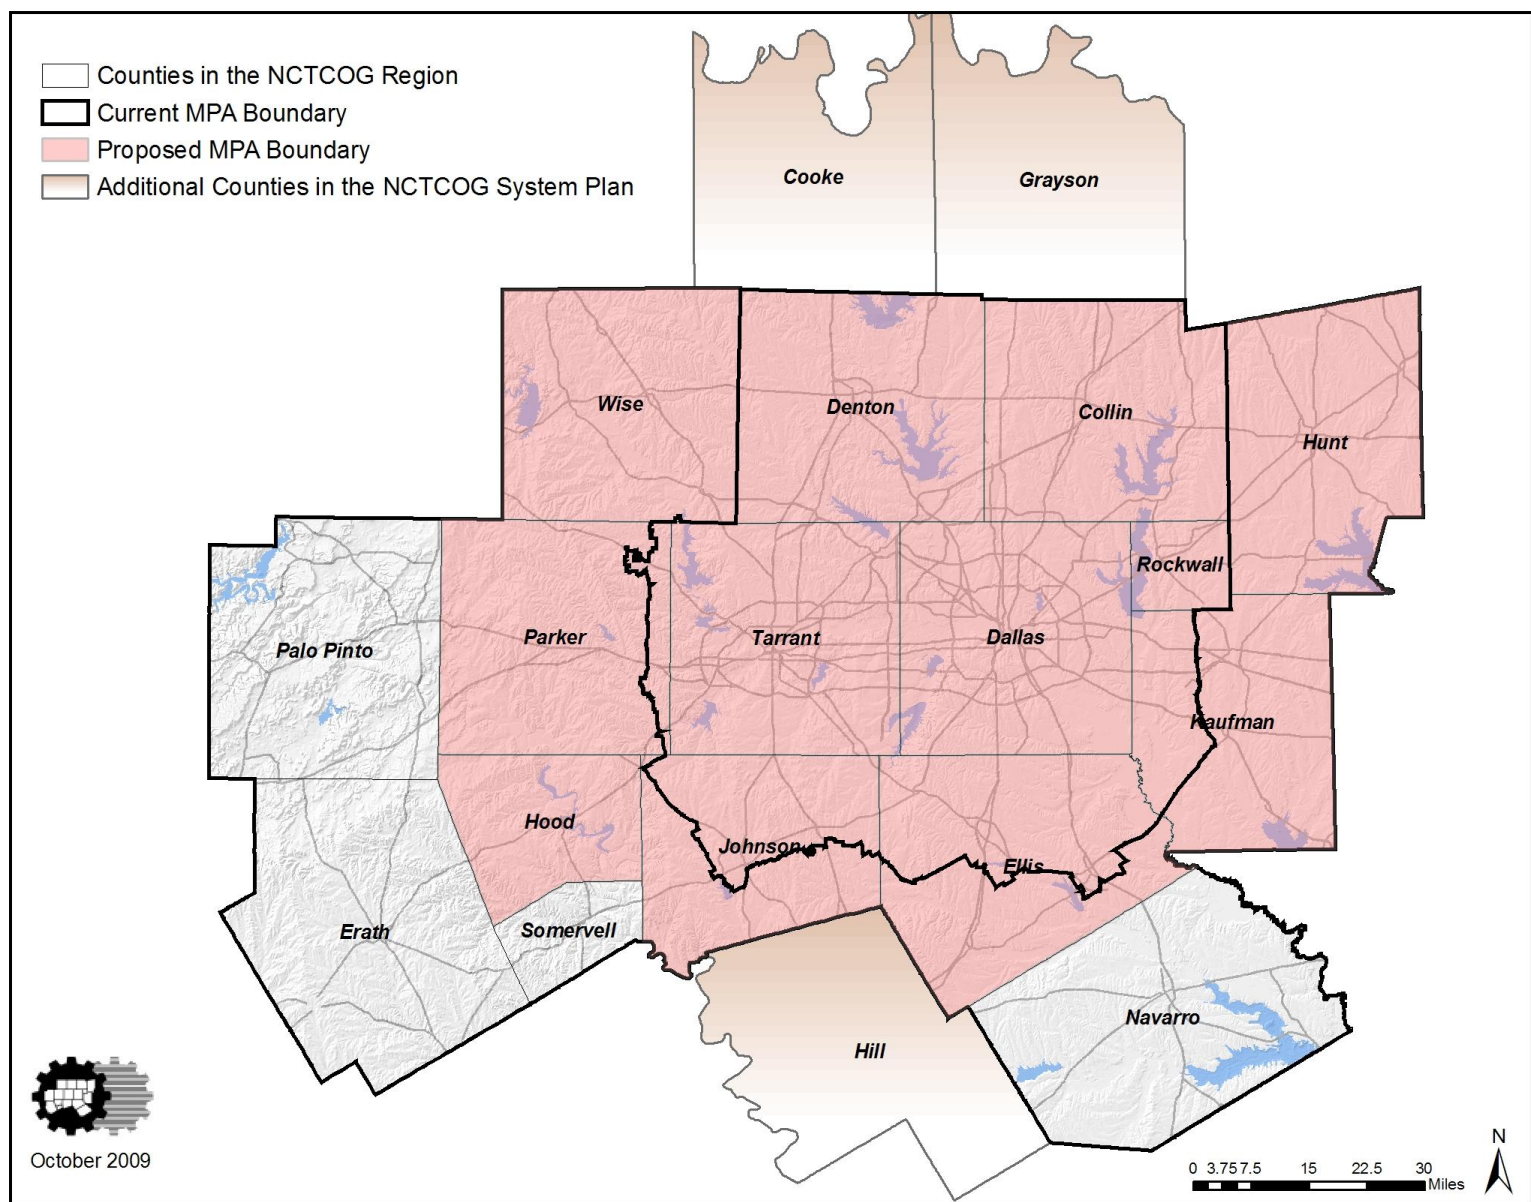 Counties in the NCTCOG Region
Current MPA Boundary
Proposed MPA Boundary
Additional Counties in the NCTCOG System Plan
Cooke
Grayson
Wise
Denton
Collin
Hunt
Rockwall
Palo Pinto
Parker
Tarrant
Dallas
Kaufman
Hood
Johnson
Ellis
Erath
Somervell
Navarro
Hill
October 2009
N
0 3.75 7.5 15 22.5 30
Miles